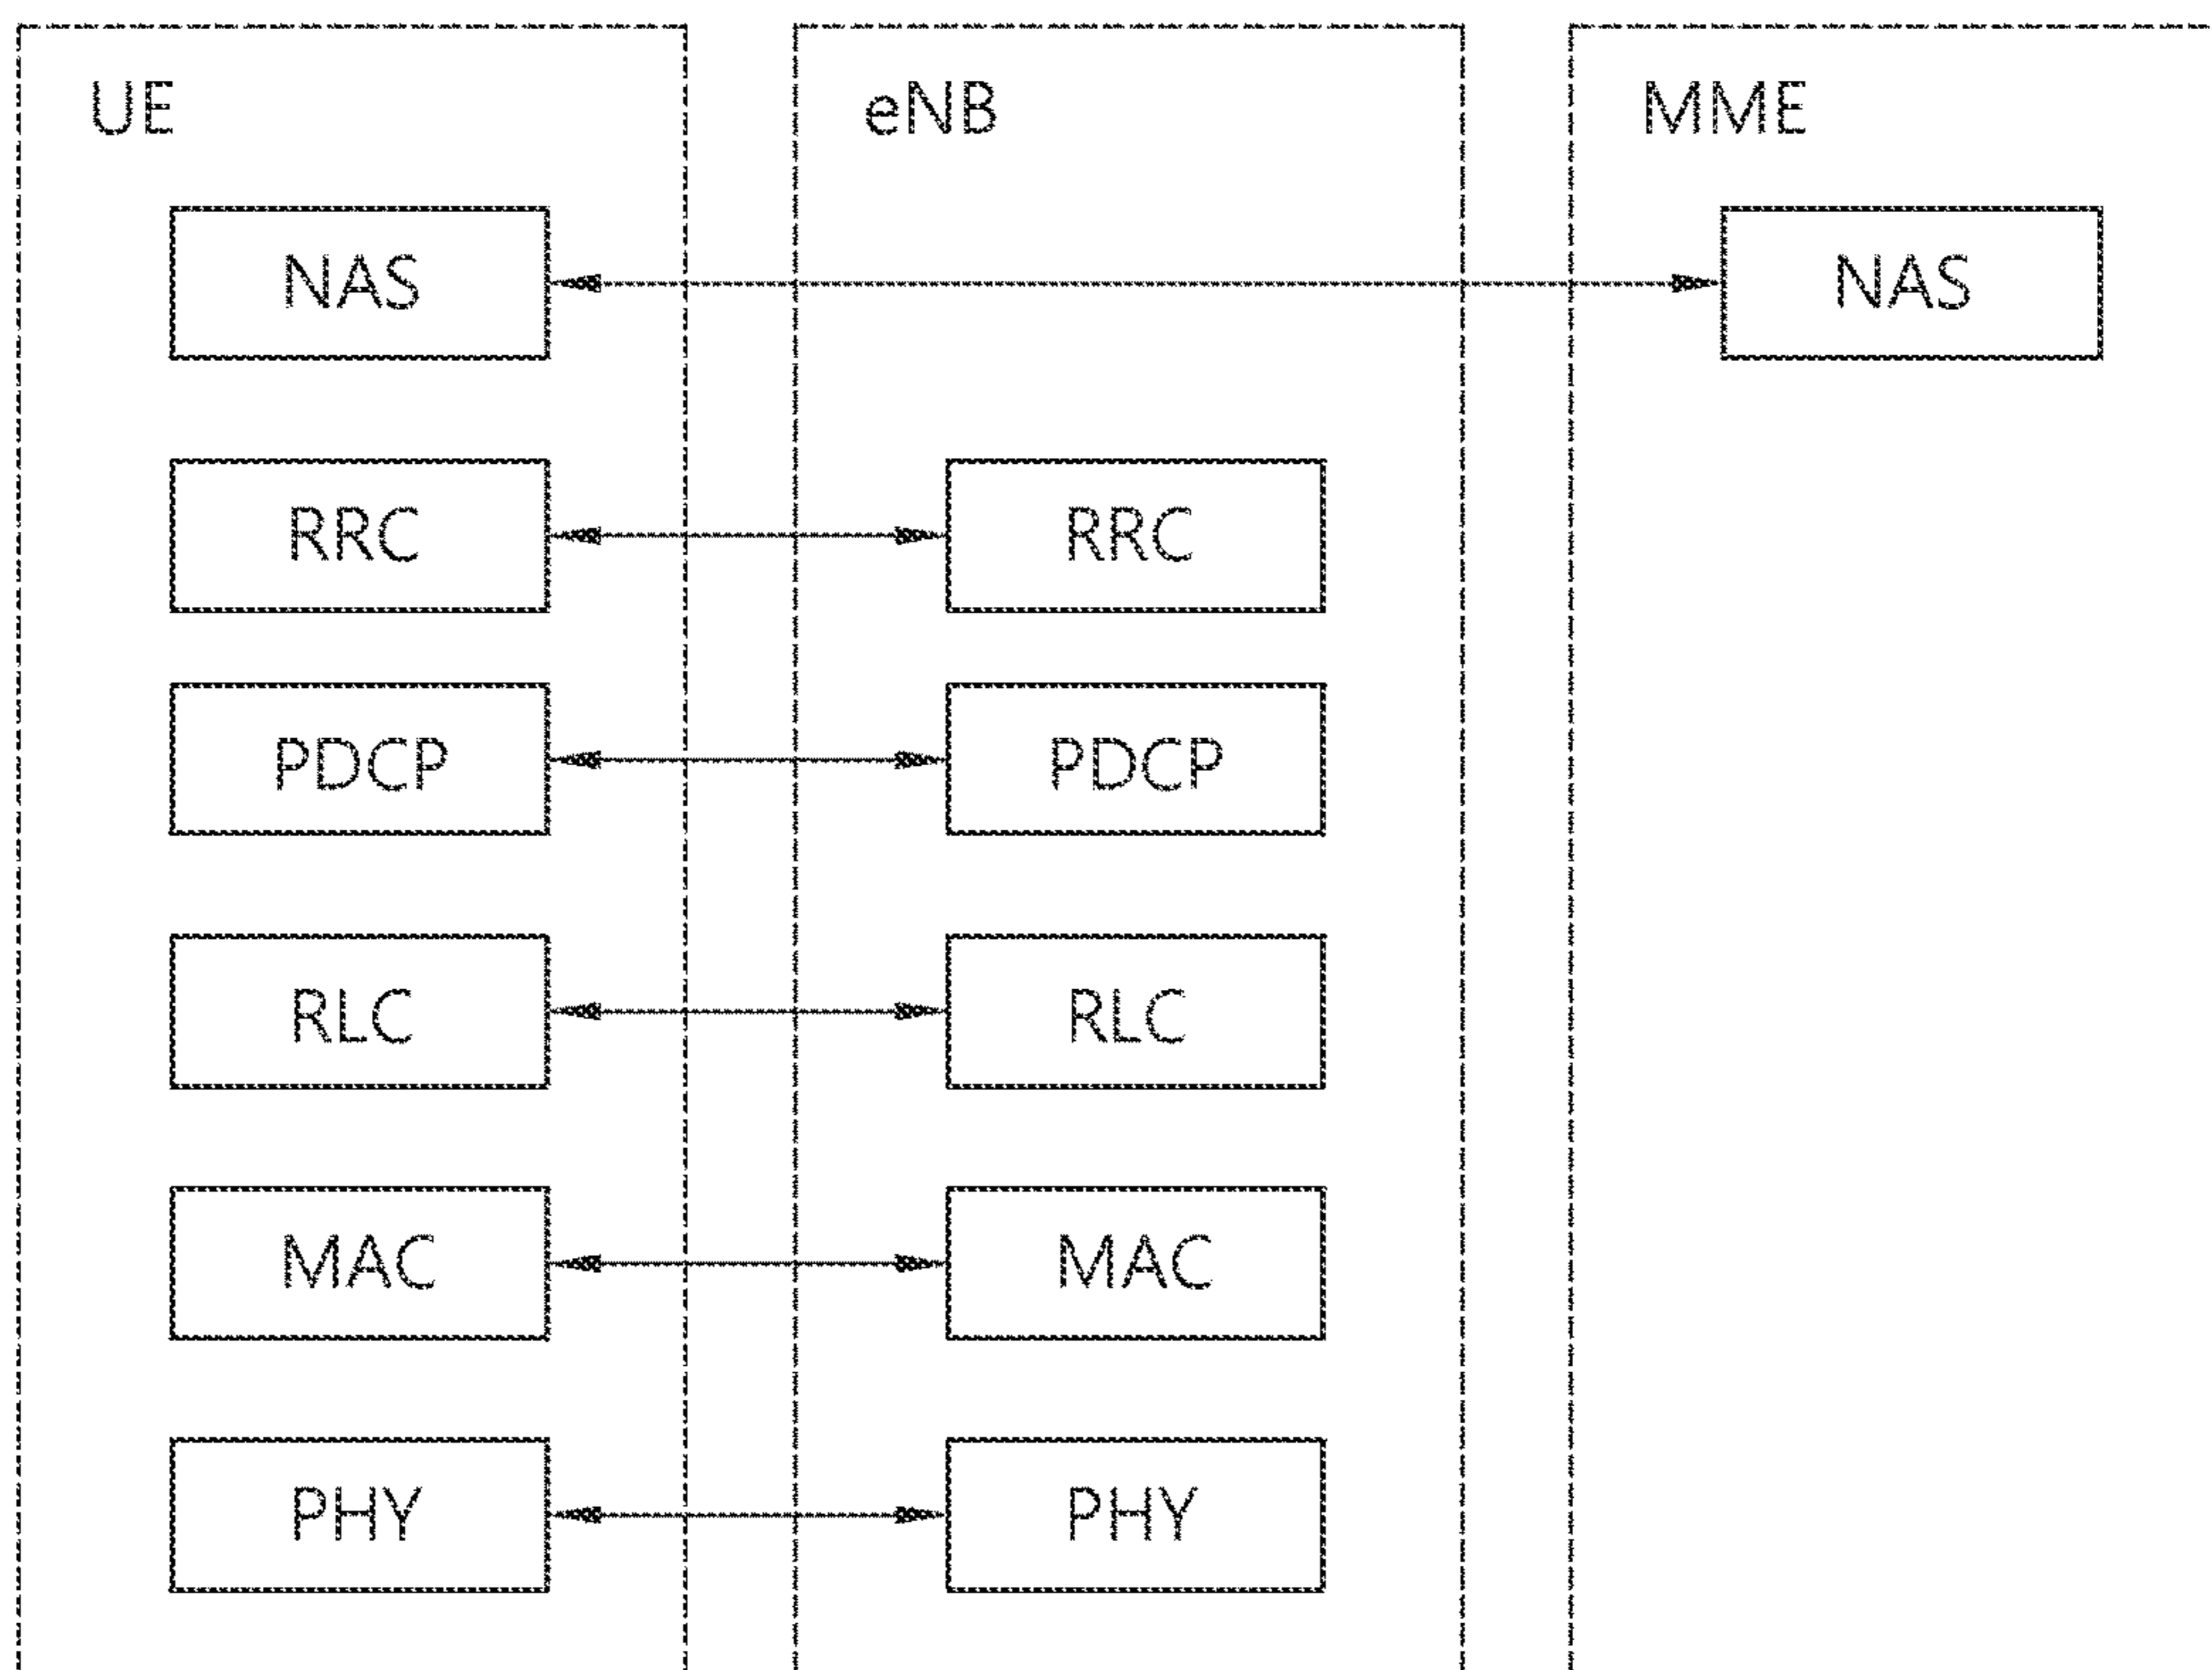 UE
eNB
MME
NAS
NAS
RRC
RRC
PDCP
PDCP
RLC
RLC
MAC
MAC
PHY
PHY